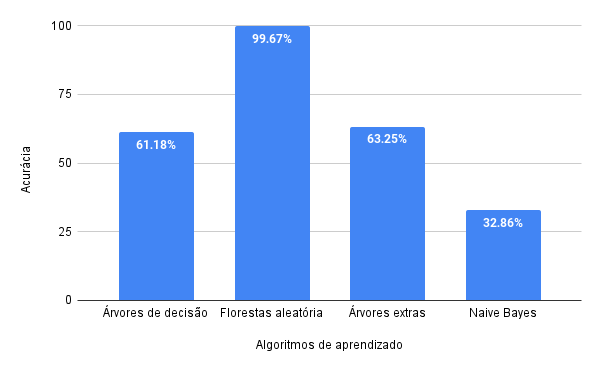 100
99.67%
75
61.18%
63.25%
50
Acurácia
32.86%
25
0
Árvores de decisão
Florestas aleatória
Árvores extras
Naive Bayes
Algoritmos de aprendizado